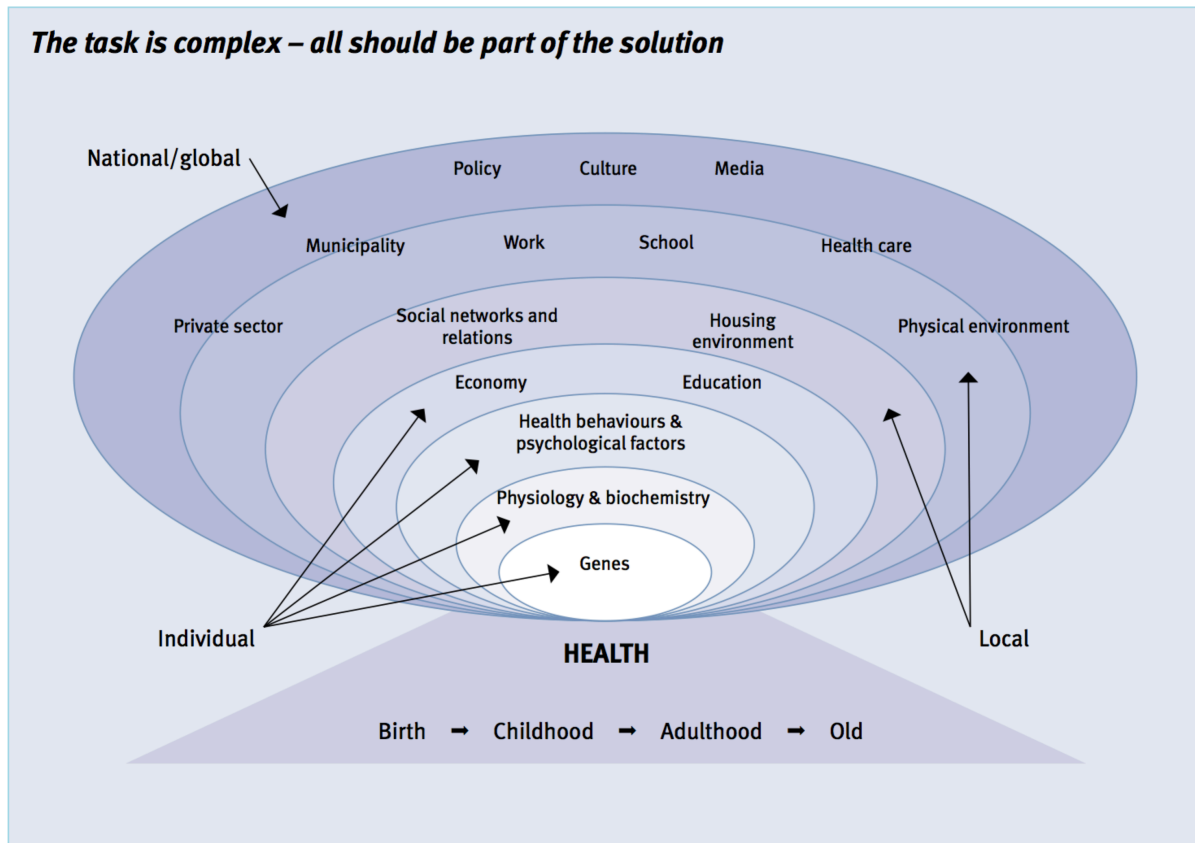 The task is complex – all should be part of the solution
National/global
Policy Culture Media
Municipality Work School Health care
Private sector
Social networks and
relations
Housing
environment
Physical environment
Economy Education
Health behaviours &
psychological factors
Physiology & biochemistry
Genes
Individual
Local
HEALTH
Birth ➞ Childhood ➞ Adulthood ➞ Old